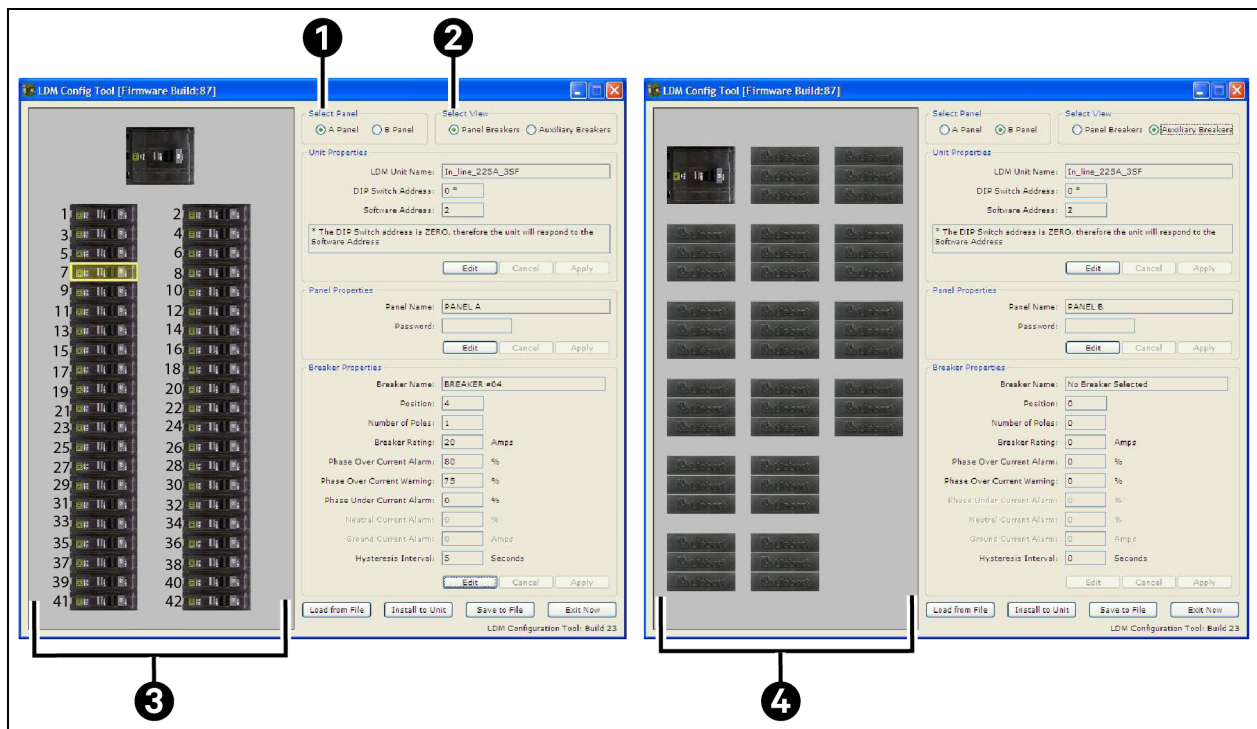 1
2
LDM Config Tool [Firmware Build:87]
Select Panel
A Panel B Panel
Select View
Panel Breakers Auxiliary Breakers
Unit Properties
LDM Unit Name: In_line_225A_3SF
DIP Switch Address: 0 *
Software Address: 2
* The DIP Switch address is ZERO, therefore the unit will respond to the
Software Address
Edit Cancel Apply
Panel Properties
Panel Name: PANEL A
Password:
Edit Cancel Apply
Breaker Properties
Breaker Name: BREAKER #04
Position: 4
Number of Poles: 1
Breaker Rating: 20 Amps
Phase Over Current Alarm: 80 %
Phase Over Current Warning: 75 %
Phase Under Current Alarm: 0 %
Neutral Current Alarm: 0 %
Ground Current Alarm: 0 Amps
Hysteresis Interval: 5 Seconds
Edit Cancel Apply
Load from File Install to Unit Save to File Exit Now
LDM Configuration Tool: Build 23
1 2
3 4
5 6
7 8
9 10
11 12
13 14
15 16
17 18
19 20
21 22
23 24
25 26
27 28
29 30
31 32
33 34
35 36
37 38
39 40
41 42
3
LDM Config Tool [Firmware Build:87]
Select Panel
A Panel B Panel
Select View
Panel Breakers Auxiliary Breakers
Unit Properties
LDM Unit Name: In_line_225A_3SF
DIP Switch Address: 0 *
Software Address: 2
* The DIP Switch address is ZERO, therefore the unit will respond to the
Software Address
Edit Cancel Apply
Panel Properties
Panel Name: PANEL B
Password:
Edit Cancel Apply
Breaker Properties
Breaker Name: No Breaker Selected
Position: 0
Number of Poles: 0
Breaker Rating: 0 Amps
Phase Over Current Alarm: 0 %
Phase Over Current Warning: 0 %
Phase Under Current Alarm: 0 %
Neutral Current Alarm: 0 %
Ground Current Alarm: 0 Amps
Hysteresis Interval: 0 Seconds
Edit Cancel Apply
Load from File Install to Unit Save to File Exit Now
LDM Configuration Tool: Build 23
4